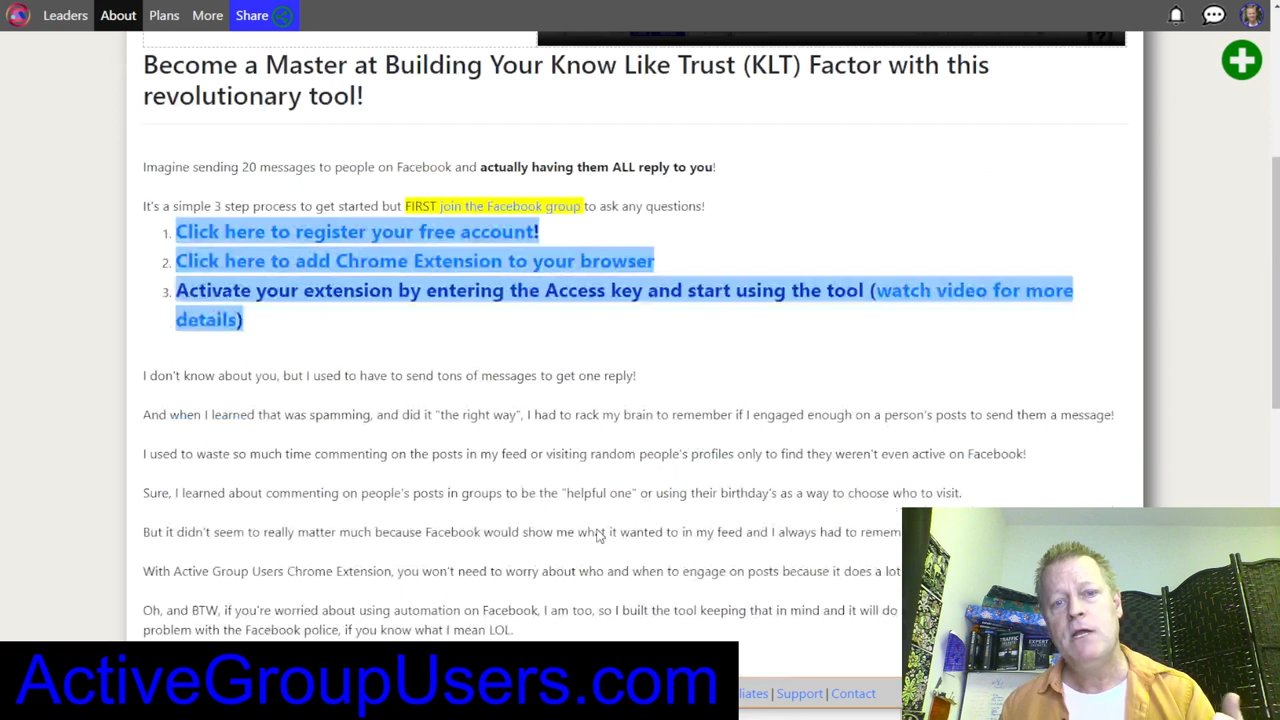 Leaders About Plans More Share
Become a Master at Building Your Know Like Trust (KLT) Factor with this
revolutionary tool!
Imagine sending 20 messages to people on Facebook and actually having them ALL reply to you!
It's a simple 3 step process to get started but FIRST join the Facebook group to ask any questions!
1. Click here to register your free account!
2. Click here to add Chrome Extension to your browser
3. Activate your extension by entering the Access key and start using the tool (watch video for more
details)
I don't know about you, but I used to have to send tons of messages to get one reply!
And when I learned that was spamming, and did it "the right way", I had to rack my brain to remember if I engaged enough on a person's posts to send them a message!
I used to waste so much time commenting on the posts in my feed or visiting random people's profiles only to find they weren't even active on Facebook!
Sure, I learned about commenting on people's posts in groups to be the "helpful one" or using their birthday's as a way to choose who to visit.
But it didn't seem to really matter much because Facebook would show me what it wanted to in my feed and I always had to remem
With Active Group Users Chrome Extension, you won't need to worry about who and when to engage on posts because it does a lot
Oh, and BTW, if you're worried about using automation on Facebook, I am too, so I built the tool keeping that in mind and it will do
problem with the Facebook police, if you know what I mean LOL.
ActiveGroupUsers.com
iliates | Support | Contact
TRAFFIC
SECRETS
EXPERT
SECRETS